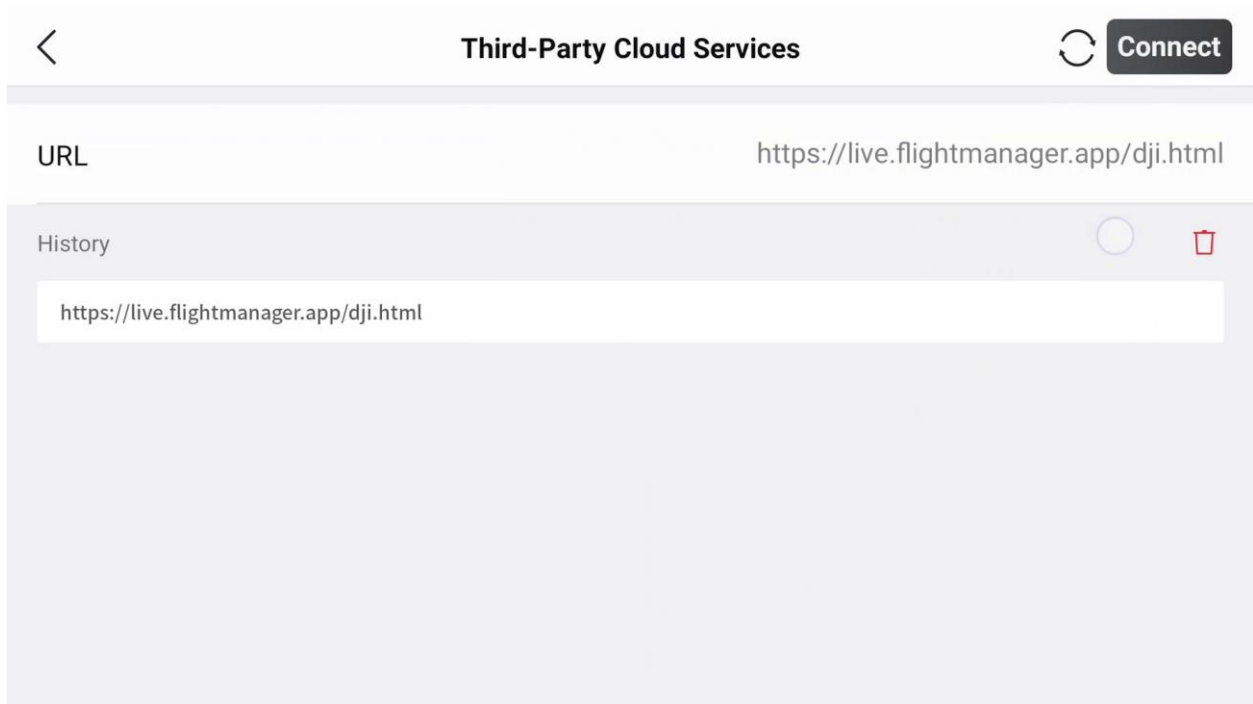 Third-Party Cloud Services
Connect
URL
https://live.flightmanager.app/dji.html
History
https://live.flightmanager.app/dji.html